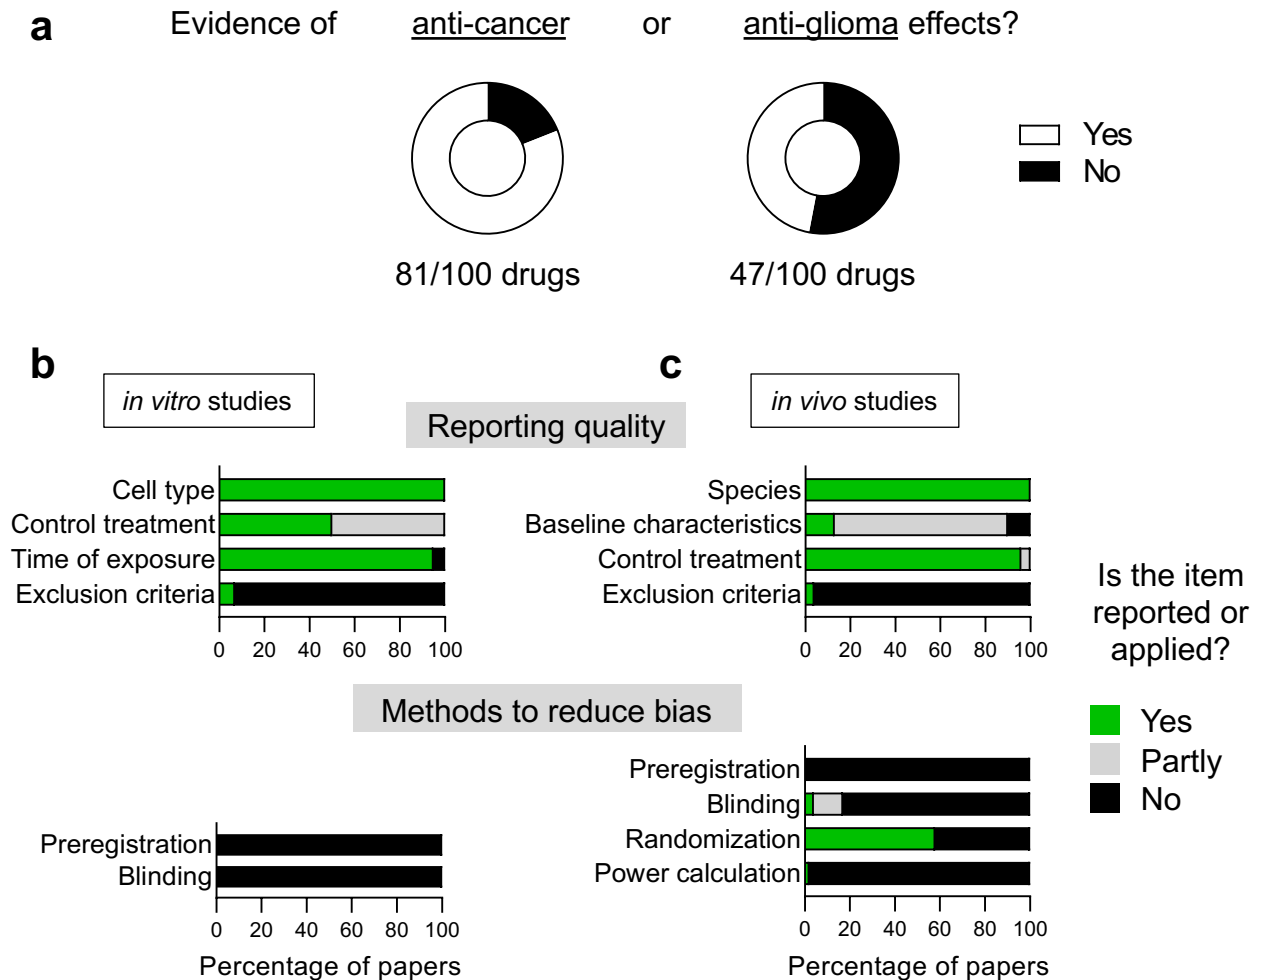 a
Evidence of anti-cancer or anti-glioma effects?
Yes
No
81/100 drugs
47/100 drugs
b
in vitro studies
c
in vivo studies
Reporting quality
Cell type
Control treatment
Time of exposure
Exclusion criteria
0 20 40 60 80 100
Species
Baseline characteristics
Control treatment
Exclusion criteria
0 20 40 60 80 100
Is the item
reported or
applied?
Yes
Partly
No
Methods to reduce bias
Preregistration
Blinding
0 20 40 60 80 100
Percentage of papers
Preregistration
Blinding
Randomization
Power calculation
0 20 40 60 80 100
Percentage of papers